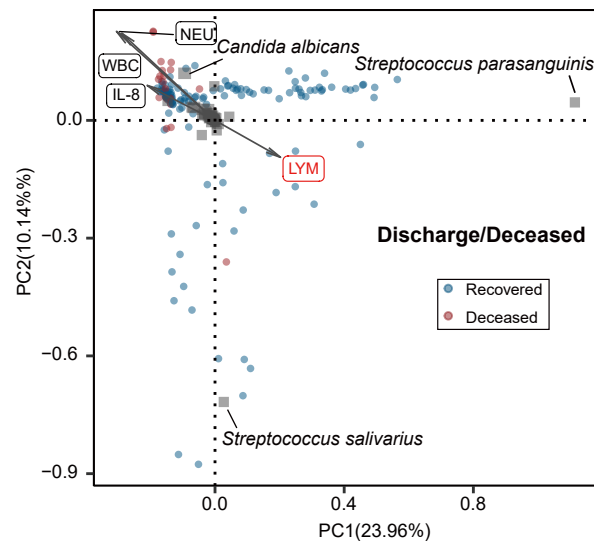 NEU
Candida albicans
Streptococcus parasanguinis
WBC
IL-8
0.0
LYM
Discharge/Deceased
−0.3
Recovered
Deceased
−0.6
Streptococcus salivarius
−0.9
0.0 0.4 0.8
PC1(23.96%)
PC2(10.14%%)